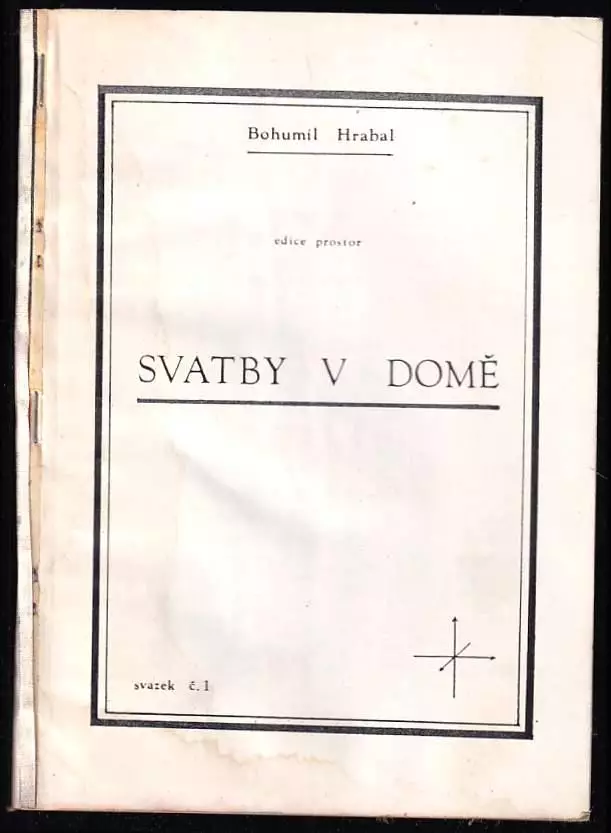 Bohumil Hrabal
edice prostor
SVATBY V DOMĚ
svazek č.1